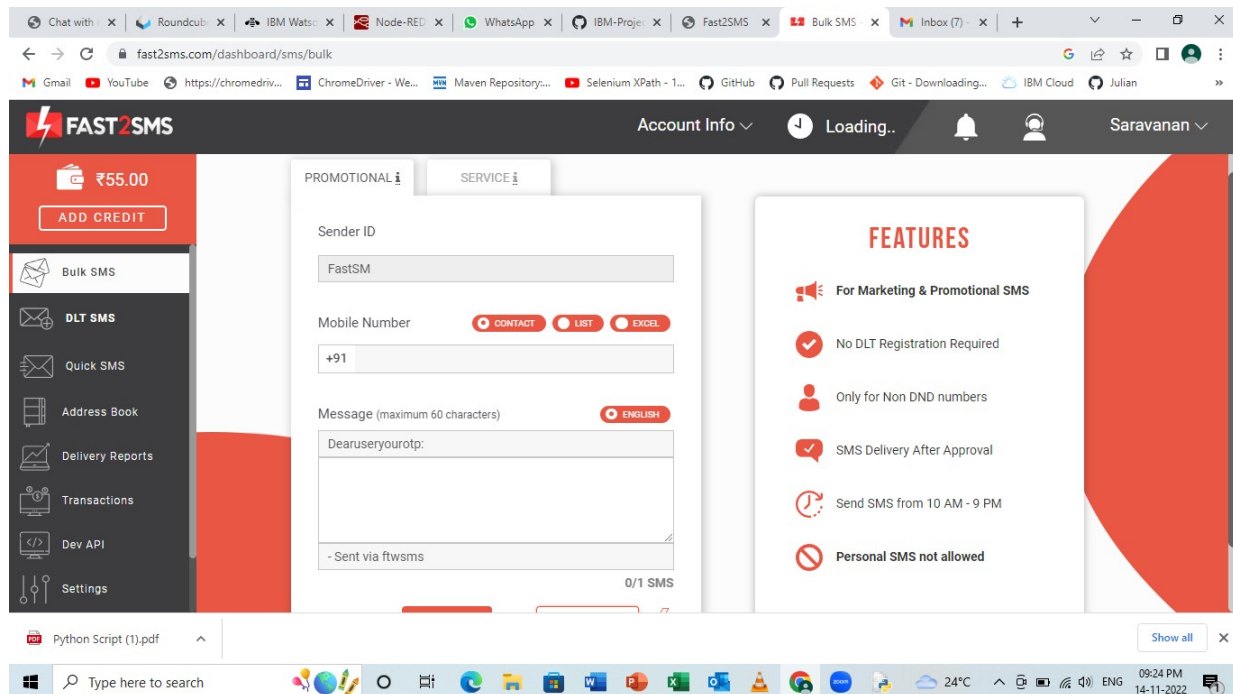 Chat with
Roundcub
IBM Wats
Node-RED
WhatsApp
IBM-Projec
Fast2SMS
Bulk SMS -
Inbox (7) -
fast2sms.com/dashboard/sms/bulk
Gmail
YouTube
https://chromedriv...
ChromeDriver - We...
Maven Repository:...
Selenium XPath - 1...
GitHub
Pull Requests
Git - Downloading...
IBM Cloud
Julian
FAST2SMS
Account Info
Loading..
Saravanan
₹55.00
ADD CREDIT
Bulk SMS
DLT SMS
Quick SMS
Address Book
Delivery Reports
Transactions
Dev API
Settings
PROMOTIONAL i
SERVICE i
Sender ID
FastSM
Mobile Number
CONTACT
LIST
EXCEL
+91
Message (maximum 60 characters)
ENGLISH
Dearuseryourotp:
- Sent via ftwsms
0/1 SMS
FEATURES
For Marketing & Promotional SMS
No DLT Registration Required
Only for Non DND numbers
SMS Delivery After Approval
Send SMS from 10 AM - 9 PM
Personal SMS not allowed
Python Script (1).pdf
Show all
Type here to search
24°C
ENG
09:24 PM
14-11-2022